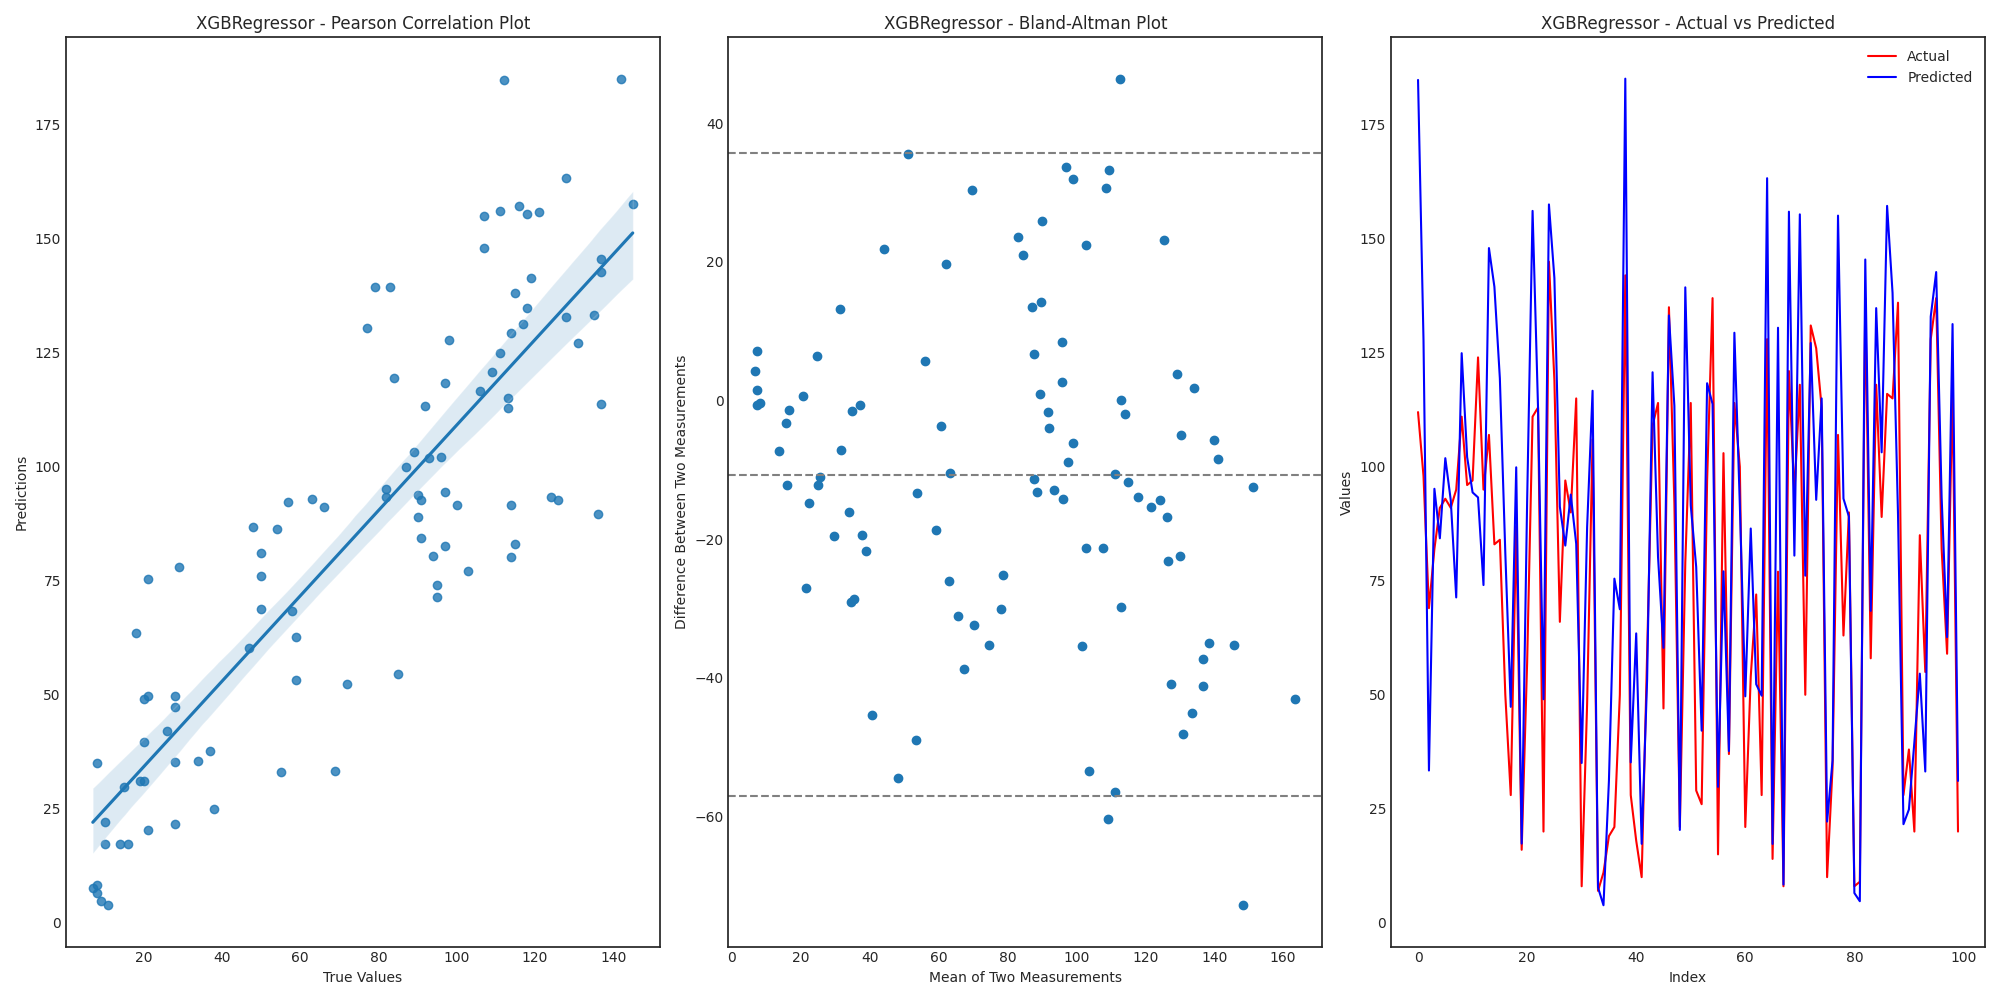 XGBRegressor - Pearson Correlation Plot
Predictions
175
150
125
100
75
50
25
0
20 40 60 80 100 120 140
True Values
XGBRegressor - Bland-Altman Plot
Difference Between Two Measurements
40
20
0
−20
−40
−60
0 20 40 60 80 100 120 140 160
Mean of Two Measurements
XGBRegressor - Actual vs Predicted
Actual
Predicted
Values
175
150
125
100
75
50
25
0
0 20 40 60 80 100
Index